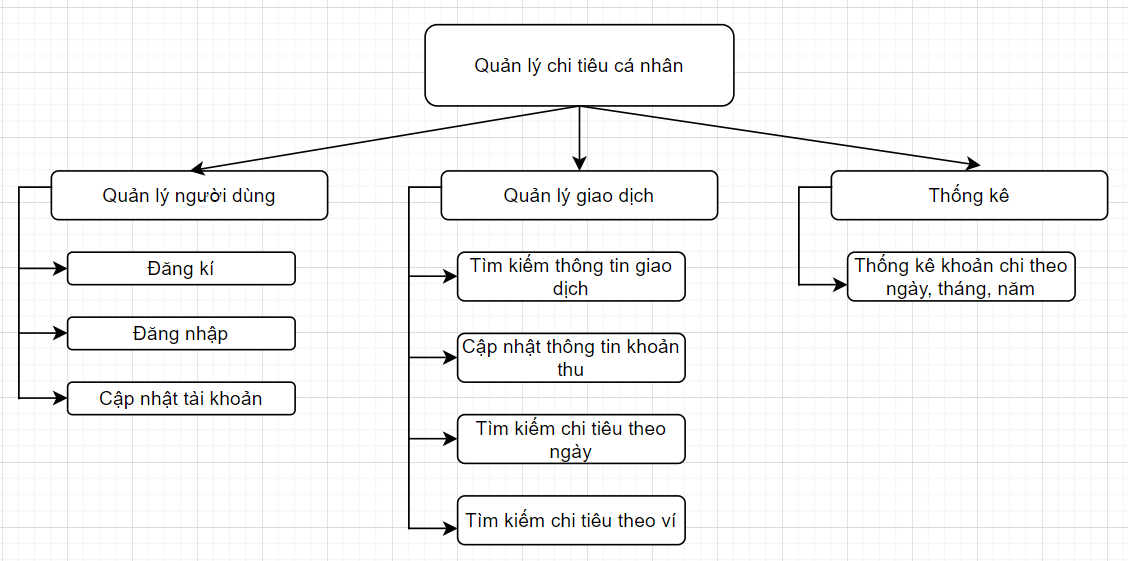 Quản lý chi tiêu cá nhân
Quản lý người dùng
Đăng kí
Đăng nhập
Cập nhật tài khoản
Quản lý giao dịch
Tìm kiếm thông tin giao
dịch
Cập nhật thông tin khoản
thu
Tìm kiếm chi tiêu theo
ngày
Tìm kiếm chi tiêu theo ví
Thống kê
Thống kê khoản chi theo
ngày, tháng, năm